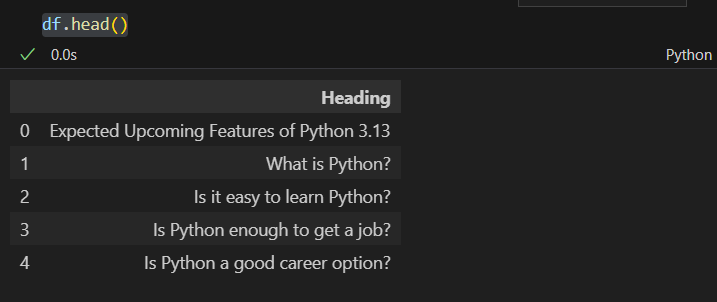 df.head()
0.0s Python
Heading
0 Expected Upcoming Features of Python 3.13
1 What is Python?
2 Is it easy to learn Python?
3 Is Python enough to get a job?
4 Is Python a good career option?